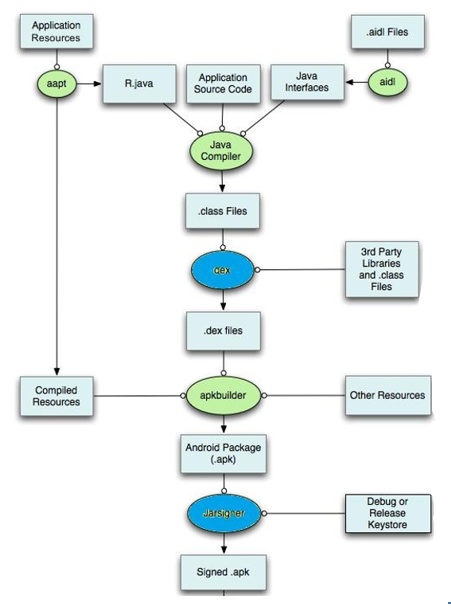 Application
Resources
.aidl Files
aapt
R.java
Application
Source Code
Java
Interfaces
aidl
Java
Compiler
.class Files
dex
3rd Party
Libraries
and .class
Files
.dex files
Compiled
Resources
apkbuilder
Other Resources
Android Package
(.apk)
Jarsigner
Debug or
Release
Keystore
Signed .apk